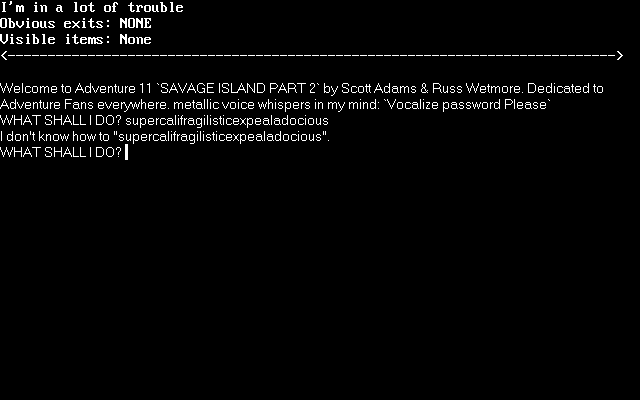 I'm in a lot of trouble
Obvious exits: NONE
Visible items: None
<------------------------------------------------------------------------------>
Welcome to Adventure 11 `SAVAGE ISLAND PART 2` by Scott Adams & Russ Wetmore. Dedicated to
Adventure Fans everywhere. metallic voice whispers in my mind: `Vocalize password Please`
WHAT SHALL I DO? supercalifragilisticexpealadocious
I don't know how to "supercalifragilisticexpealadocious".
WHAT SHALL I DO?